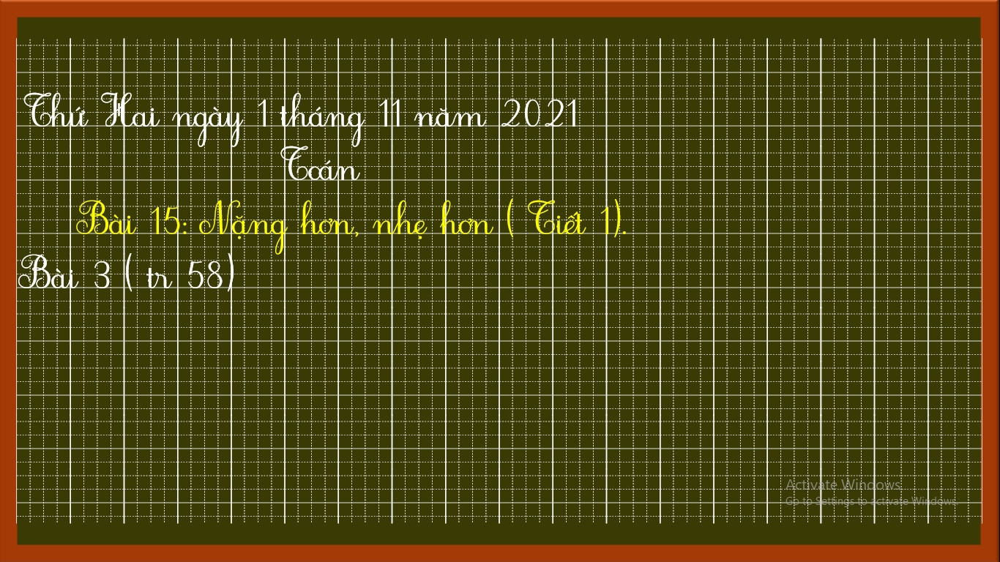 Thứ Hai ngày 1 tháng 11 năm 2021
Toán
Bài 15: Nặng hơn, nhẹ hơn ( Tiết 1).
Bài 3 ( tr 58)
Activate Windows
Go to Settings to activate Windows.